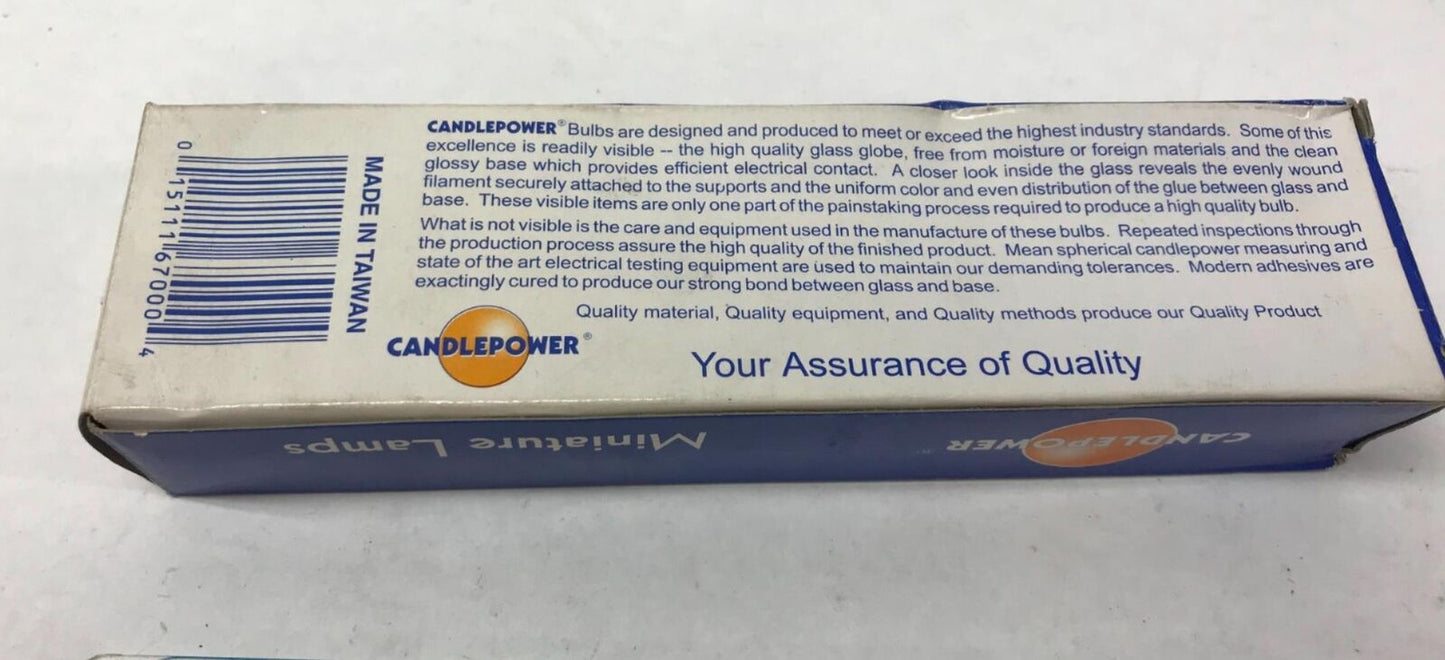 CANDLEPOWER® Bulbs are designed and produced to meet or exceed the highest industry standards. Some of this
excellence is readily visible -- the high quality glass globe, free from moisture or foreign materials and the clean
glossy base which provides efficient electrical contact. A closer look inside the glass reveals the evenly wound
filament securely attached to the supports and the uniform color and even distribution of the glue between glass and
base. These visible items are only one part of the painstaking process required to produce a high quality bulb.
What is not visible is the care and equipment used in the manufacture of these bulbs. Repeated inspections through
the production process assure the high quality of the finished product. Mean spherical candlepower measuring and
state of the art electrical testing equipment are used to maintain our demanding tolerances. Modern adhesives are
exactingly cured to produce our strong bond between glass and base.
Quality material, Quality equipment, and Quality methods produce our Quality Product
CANDLEPOWER®
Your Assurance of Quality
MADE IN TAIWAN
0 15111 67000 4
CANDLEPOWER
Miniature Lamps